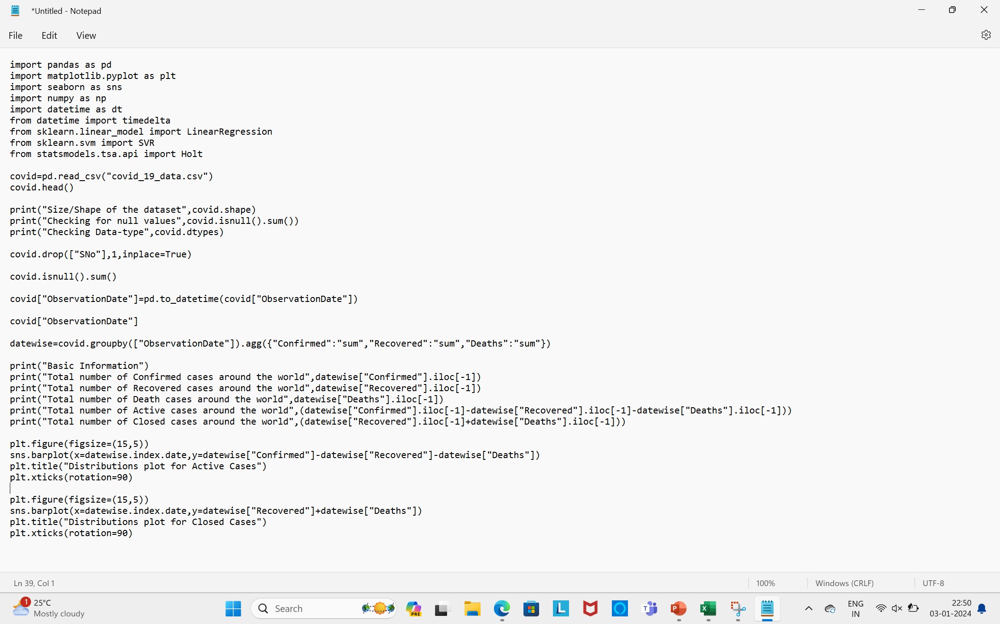 *Untitled - Notepad
File Edit View
import pandas as pd
import matplotlib.pyplot as plt
import seaborn as sns
import numpy as np
import datetime as dt
from datetime import timedelta
from sklearn.linear_model import LinearRegression
from sklearn.svm import SVR
from statsmodels.tsa.api import Holt
covid=pd.read_csv("covid_19_data.csv")
covid.head()
print("Size/Shape of the dataset",covid.shape)
print("Checking for null values",covid.isnull().sum())
print("Checking Data-type",covid.dtypes)
covid.drop(["SNo"],1,inplace=True)
covid.isnull().sum()
covid["ObservationDate"]=pd.to_datetime(covid["ObservationDate"])
covid["ObservationDate"]
datewise=covid.groupby(["ObservationDate"]).agg({"Confirmed":"sum","Recovered":"sum","Deaths":"sum"})
print("Basic Information")
print("Total number of Confirmed cases around the world",datewise["Confirmed"].iloc[-1])
print("Total number of Recovered cases around the world",datewise["Recovered"].iloc[-1])
print("Total number of Death cases around the world",datewise["Deaths"].iloc[-1])
print("Total number of Active cases around the world",(datewise["Confirmed"].iloc[-1]-datewise["Recovered"].iloc[-1]-datewise["Deaths"].iloc[-1]))
print("Total number of Closed cases around the world",(datewise["Recovered"].iloc[-1]+datewise["Deaths"].iloc[-1]))
plt.figure(figsize=(15,5))
sns.barplot(x=datewise.index.date,y=datewise["Confirmed"]-datewise["Recovered"]-datewise["Deaths"])
plt.title("Distributions plot for Active Cases")
plt.xticks(rotation=90)
plt.figure(figsize=(15,5))
sns.barplot(x=datewise.index.date,y=datewise["Recovered"]+datewise["Deaths"])
plt.title("Distributions plot for Closed Cases")
plt.xticks(rotation=90)
Ln 39, Col 1 100% Windows (CRLF) UTF-8
1 25°C
Mostly cloudy
Search
PRE
L
T
P
X
ENG
IN
22:50
03-01-2024